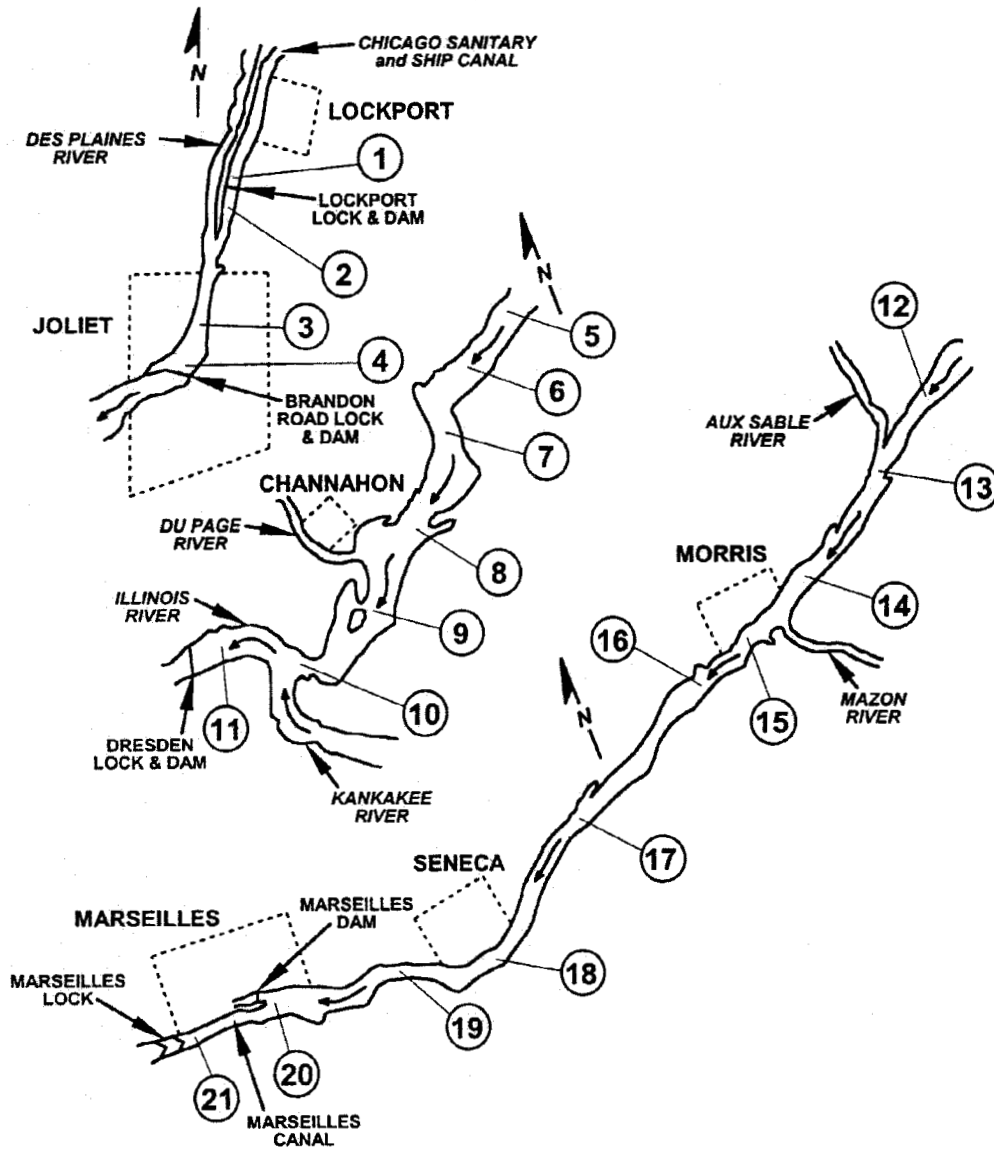 CHICAGO SANITARY
and SHIP CANAL
N
LOCKPORT
DES PLAINES
RIVER
1
LOCKPORT
LOCK & DAM
2
JOLIET
3
4
BRANDON
ROAD LOCK
& DAM
N
5
6
7
CHANNAHON
DU PAGE
RIVER
8
ILLINOIS
RIVER
9
10
11
DRESDEN
LOCK & DAM
KANKAKEE
RIVER
12
AUX SABLE
RIVER
13
MORRIS
14
16
15
MAZON
RIVER
N
17
SENECA
MARSEILLES
MARSEILLES
DAM
MARSEILLES
LOCK
18
19
20
21
MARSEILLES
CANAL